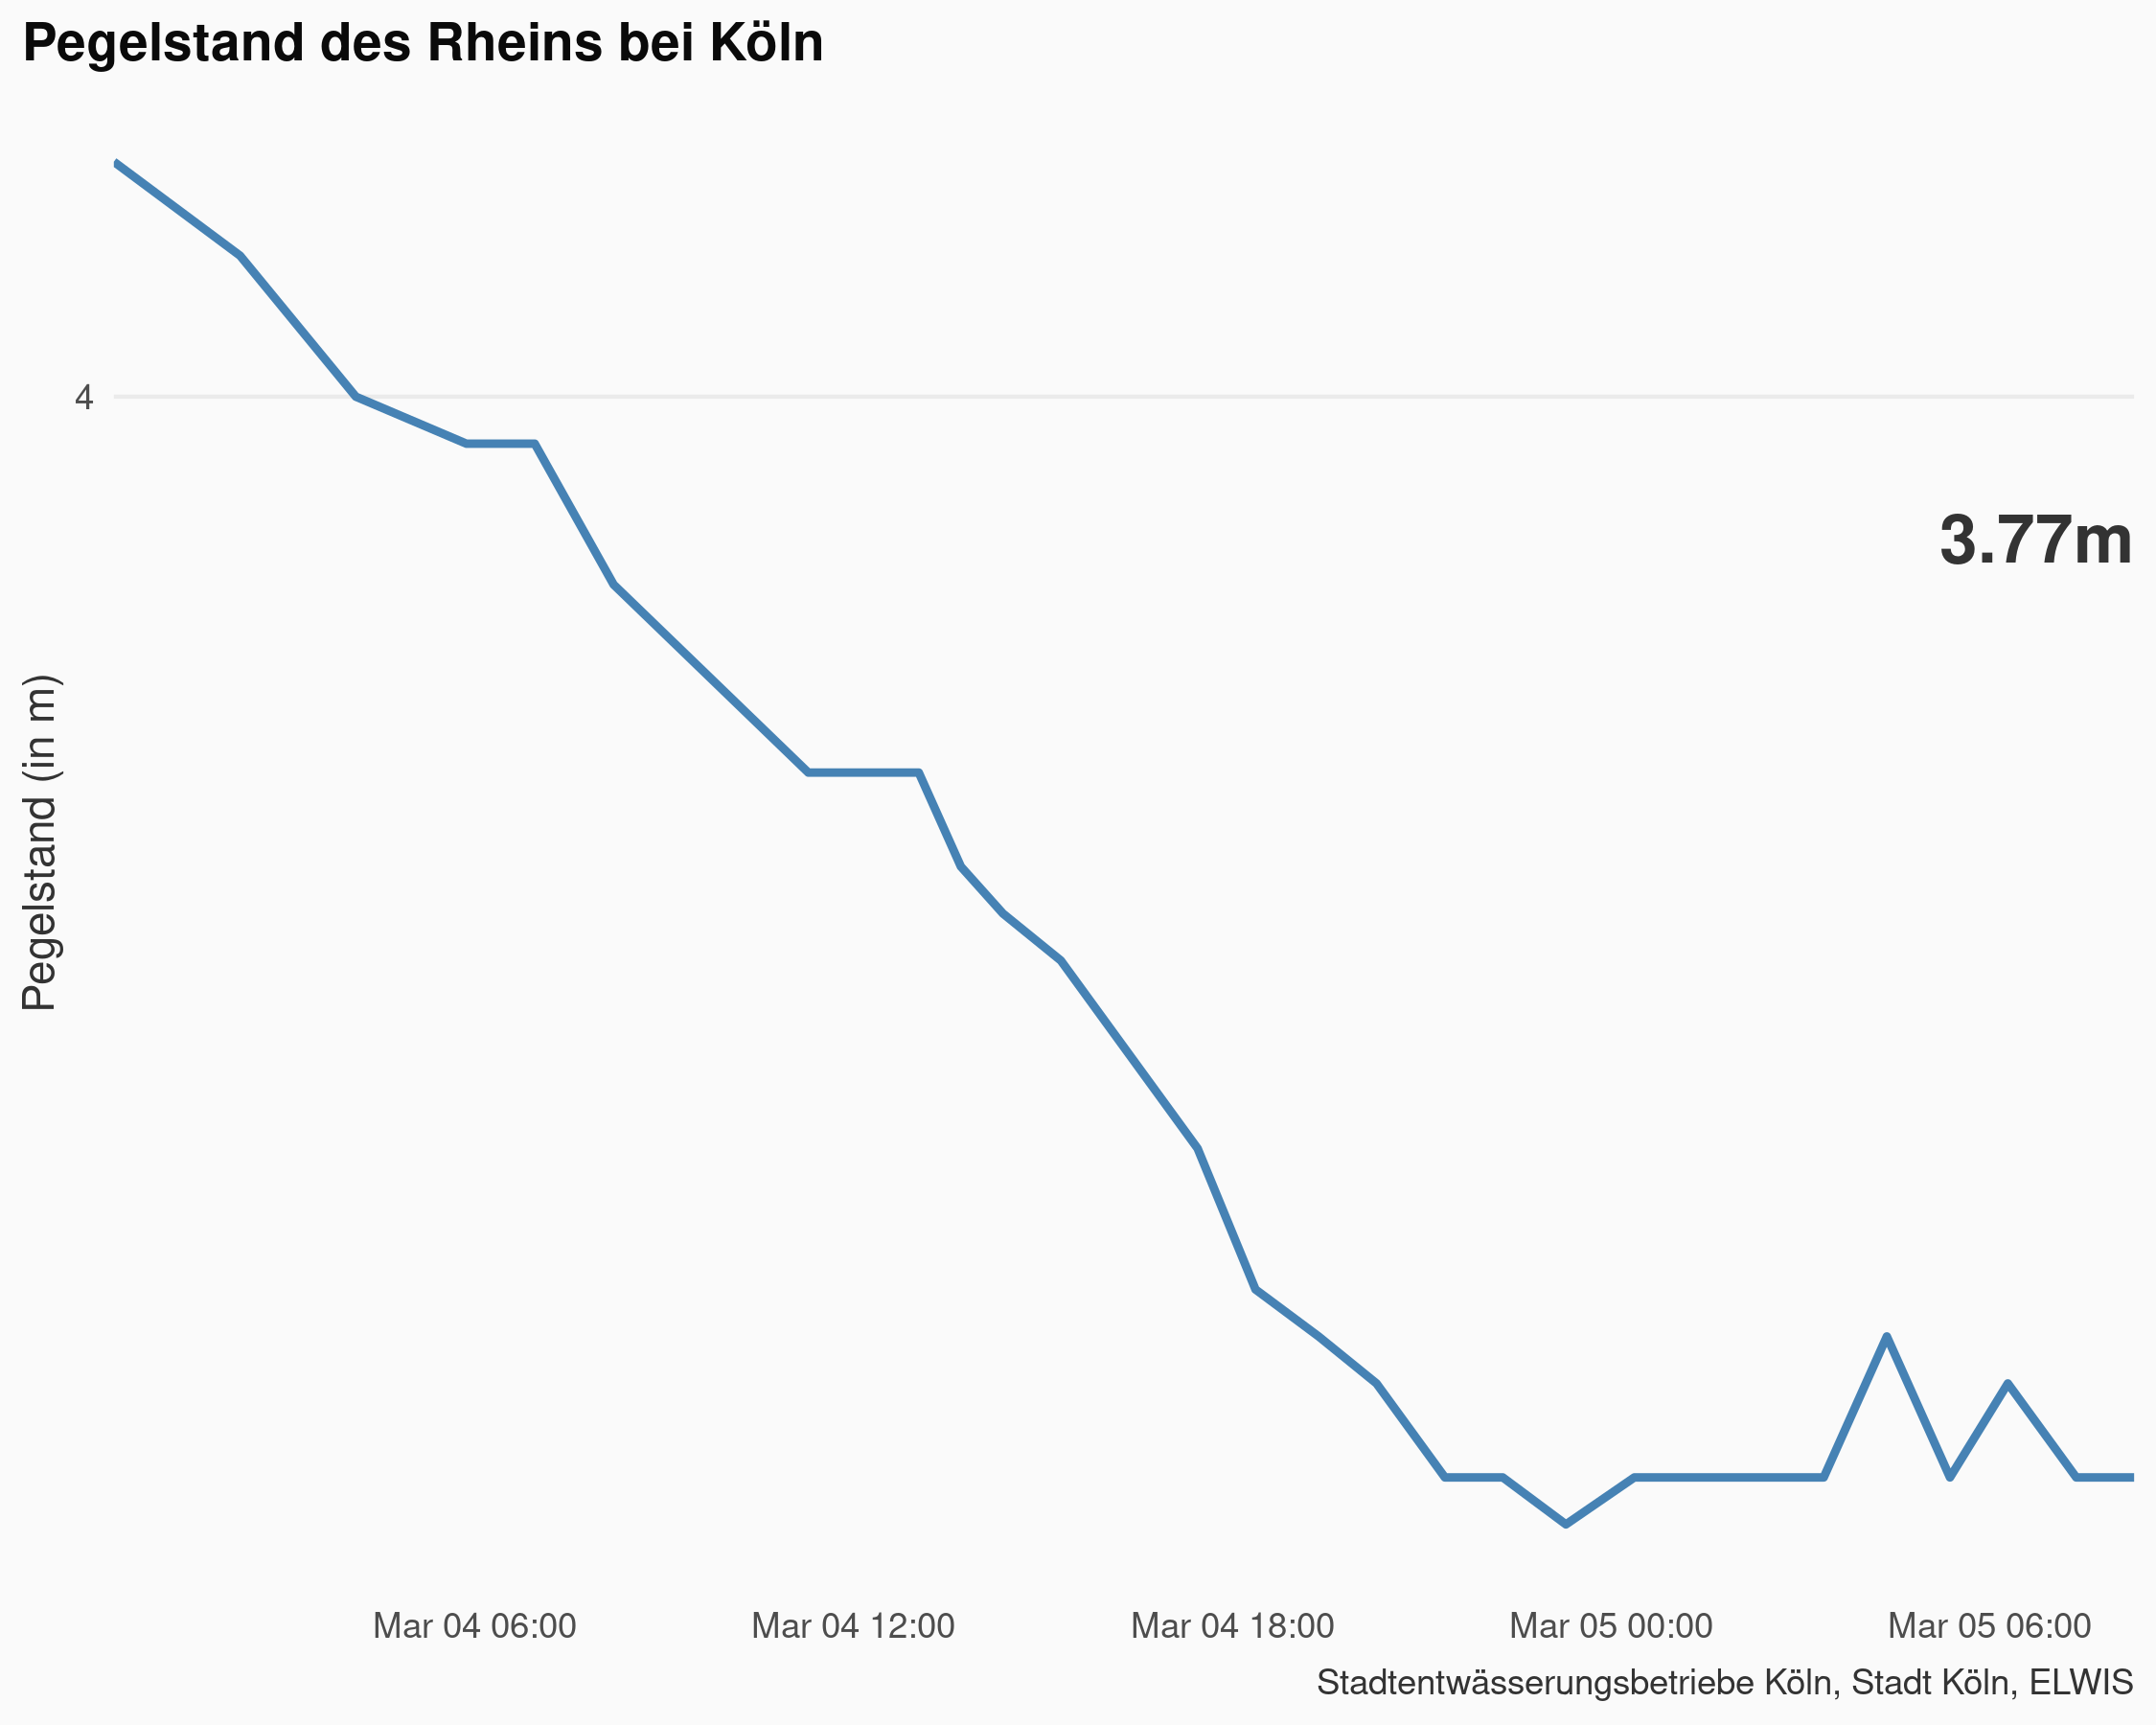 Pegelstand des Rheins bei Köln
4
3.77m
Pegelstand (in m)
Mar 04 06:00
Mar 04 12:00
Mar 04 18:00
Mar 05 00:00
Mar 05 06:00
Stadtentwässerungsbetriebe Köln, Stadt Köln, ELWIS